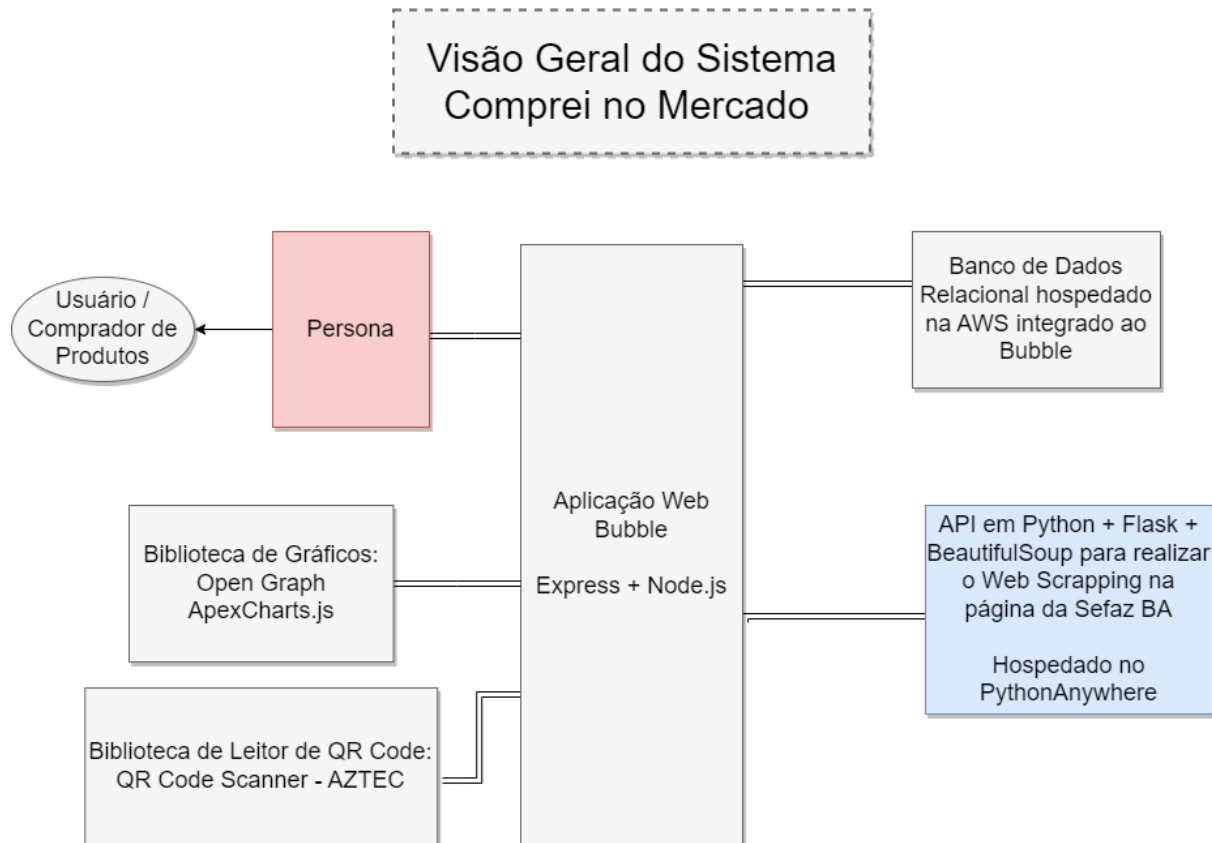 Visão Geral do Sistema
Comprei no Mercado
Usuário /
Comprador de
Produtos
Persona
Banco de Dados
Relacional hospedado
na AWS integrado ao
Bubble
Aplicação Web
Bubble
Express + Node.js
Biblioteca de Gráficos:
Open Graph
ApexCharts.js
API em Python + Flask +
BeautifulSoup para realizar
o Web Scrapping na
página da Sefaz BA
Hospedado no
PythonAnywhere
Biblioteca de Leitor de QR Code:
QR Code Scanner - AZTEC